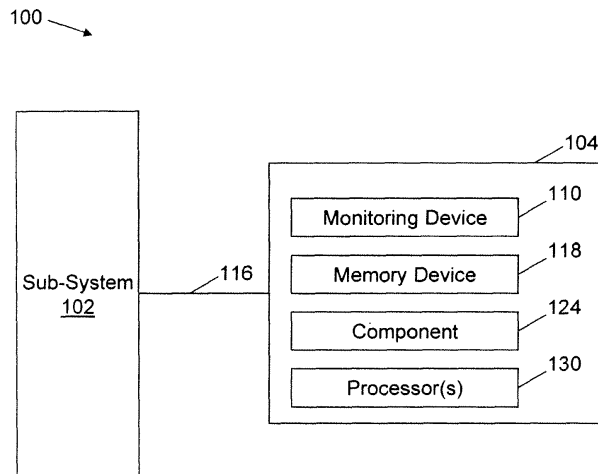 100
104
Monitoring Device
110
Memory Device
118
Sub-System
102
116
Component
124
Processor(s)
130